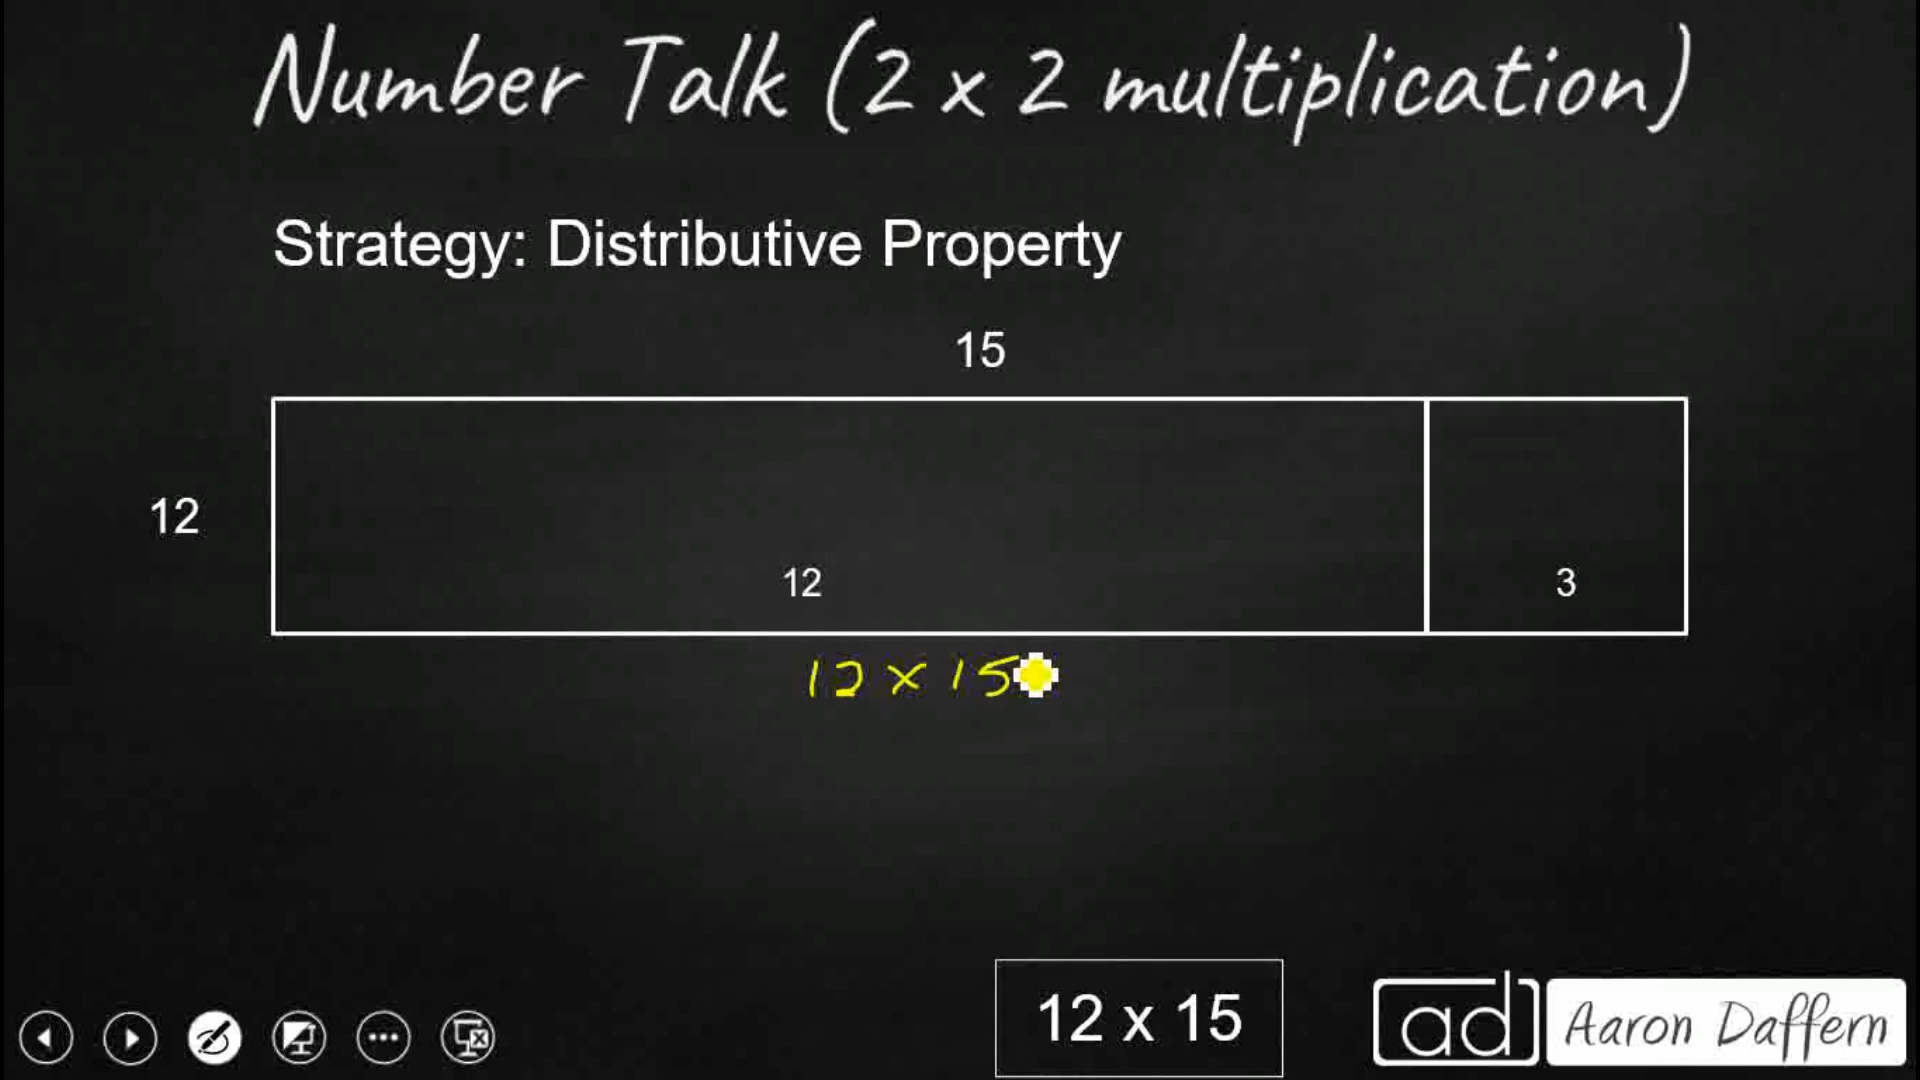 Number Talk (2 x 2 multiplication)
Strategy: Distributive Property
15
12
12
3
12 x 15
12 x 15
ad
Aaron Daffern